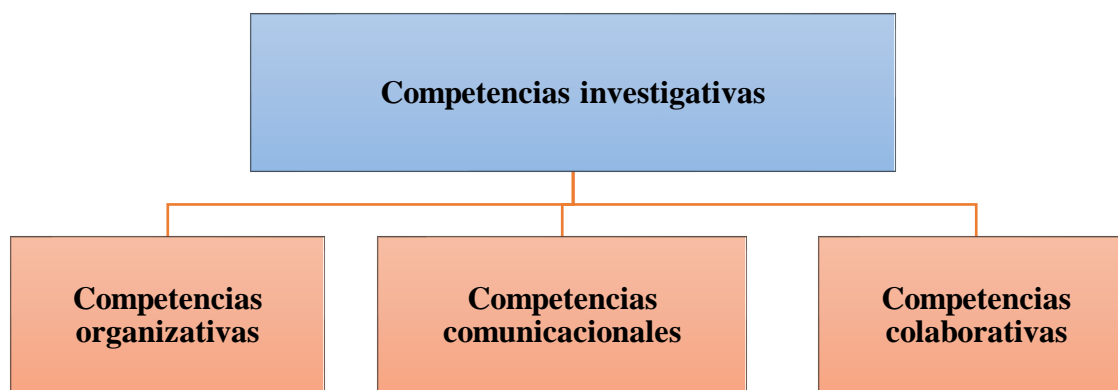 Competencias investigativas
Competencias
organizativas
Competencias
comunicacionales
Competencias
colaborativas